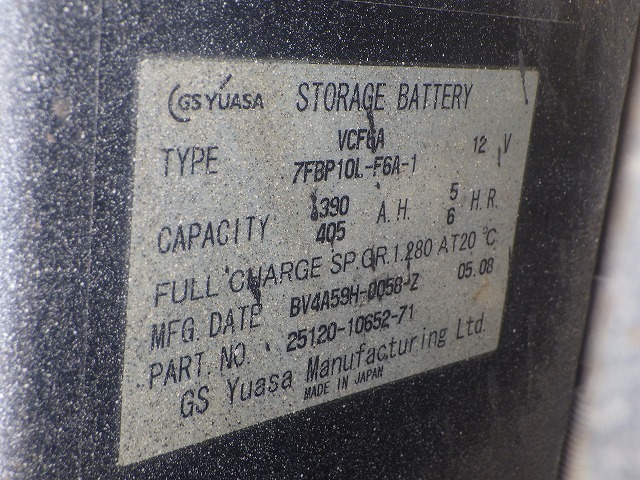 GS YUASA STORAGE BATTERY
VCF6A
TYPE 7FBP10L-F6A-1 12 V
390 5
CAPACITY 405 A.H. 6 H.R.
FULL CHARGE SP.GR.1.280 AT20 °C
MFG. DATE BV4A59H-0058-Z 05.08
PART. NO. 25120-10652-71
GS Yuasa Manufacturing Ltd.
MADE IN JAPAN